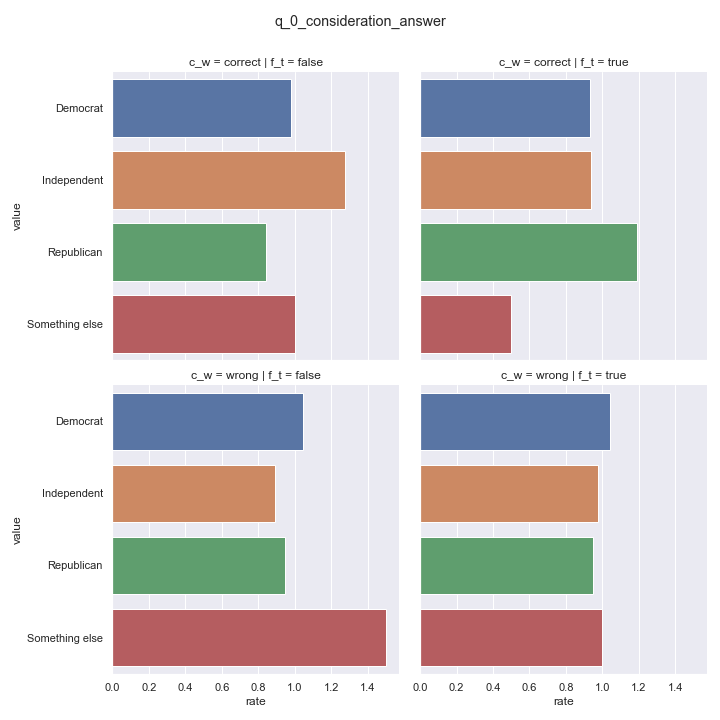 q_0_consideration_answer
c_w = correct | f_t = false
c_w = correct | f_t = true
Democrat
Independent
Republican
Something else
value
c_w = wrong | f_t = false
c_w = wrong | f_t = true
Democrat
Independent
Republican
Something else
value
0.0 0.2 0.4 0.6 0.8 1.0 1.2 1.4
0.0 0.2 0.4 0.6 0.8 1.0 1.2 1.4
rate
rate